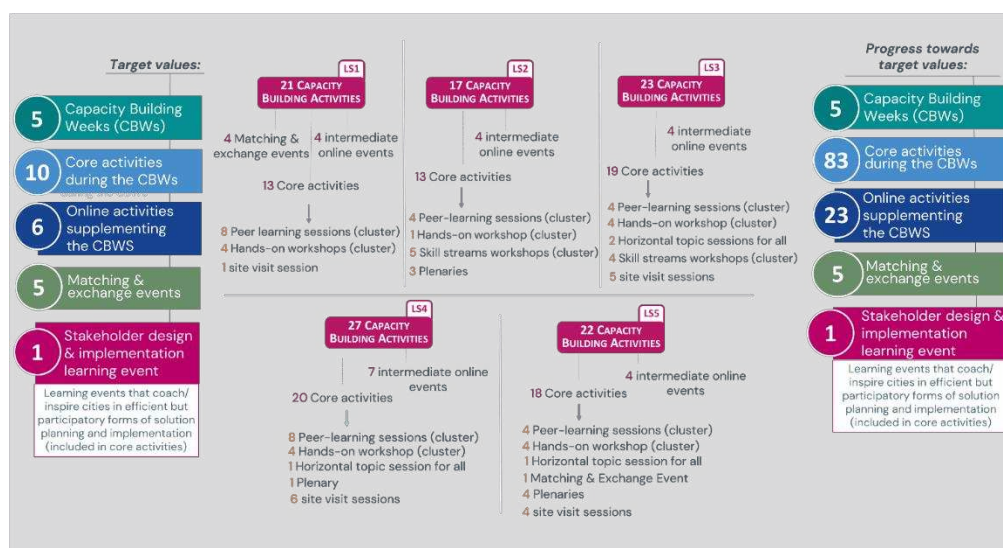 Target values:
5
Capacity Building
Weeks (CBWs)
10
Core activities
during the CBWs
6
Online activities
supplementing
the CBWS
5
Matching &
exchange events
1
Stakeholder design
& implementation
learning event
Learning events that coach/
inspire cities in efficient but
participatory forms of solution
planning and implementation
(included in core activities)
LS1
21 CAPACITY
BUILDING ACTIVITIES
4 Matching &
exchange events
4 intermediate
online events
13 Core activities
8 Peer learning sessions (cluster)
4 Hands-on workshops (cluster)
1 site visit session
LS2
17 CAPACITY
BUILDING ACTIVITIES
4 intermediate
online events
13 Core activities
4 Peer-learning sessions (cluster)
1 Hands-on workshop (cluster)
5 Skill streams workshops (cluster)
3 Plenaries
LS3
23 CAPACITY
BUILDING ACTIVITIES
4 intermediate
online events
19 Core activities
4 Peer-learning sessions (cluster)
4 Hands-on workshop (cluster)
2 Horizontal topic sessions for all
4 Skill streams workshops (cluster)
5 site visit sessions
LS4
27 CAPACITY
BUILDING ACTIVITIES
7 intermediate online
events
20 Core activities
8 Peer-learning sessions (cluster)
4 Hands-on workshop (cluster)
1 Horizontal topic session for all
1 Plenary
6 site visit sessions
LS5
22 CAPACITY
BUILDING ACTIVITIES
4 intermediate online
events
18 Core activities
4 Peer-learning sessions (cluster)
4 Hands-on workshop (cluster)
1 Horizontal topic session for all
1 Matching & Exchange Event
4 Plenaries
4 site visit sessions
Progress towards
target values:
5
Capacity Building
Weeks (CBWs)
83
Core activities
during the CBWs
23
Online activities
supplementing
the CBWS
5
Matching &
exchange events
1
Stakeholder design &
implementation
learning event
Learning events that coach/
inspire cities in efficient but
participatory forms of solution
planning and implementation
(included in core activities)